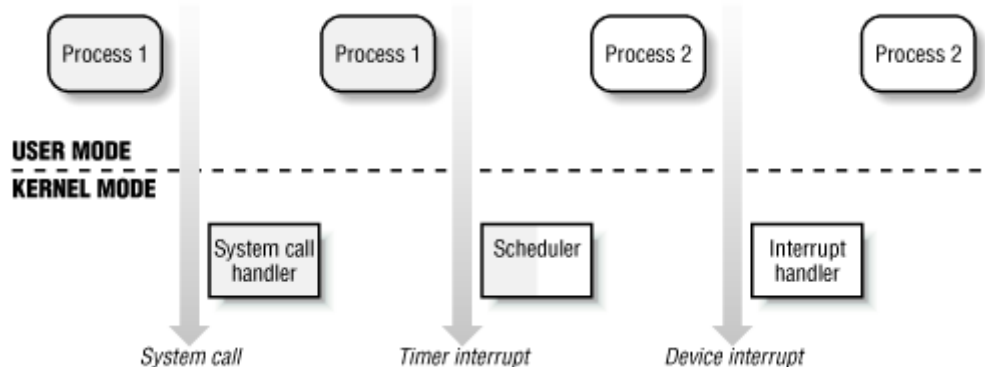 Process 1
Process 1
Process 2
Process 2
USER MODE
KERNEL MODE
System call
handler
Scheduler
Interrupt
handler
System call
Timer interrupt
Device interrupt